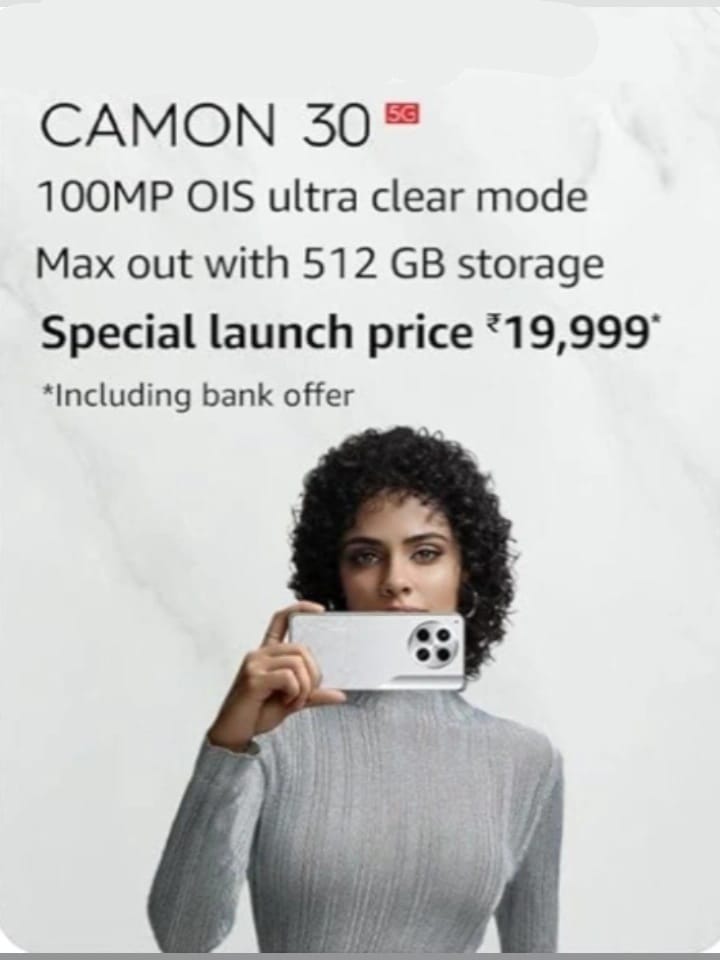 CAMON 30 5G
100MP OIS ultra clear mode
Max out with 512 GB storage
Special launch price ₹19,999*
*Including bank offer